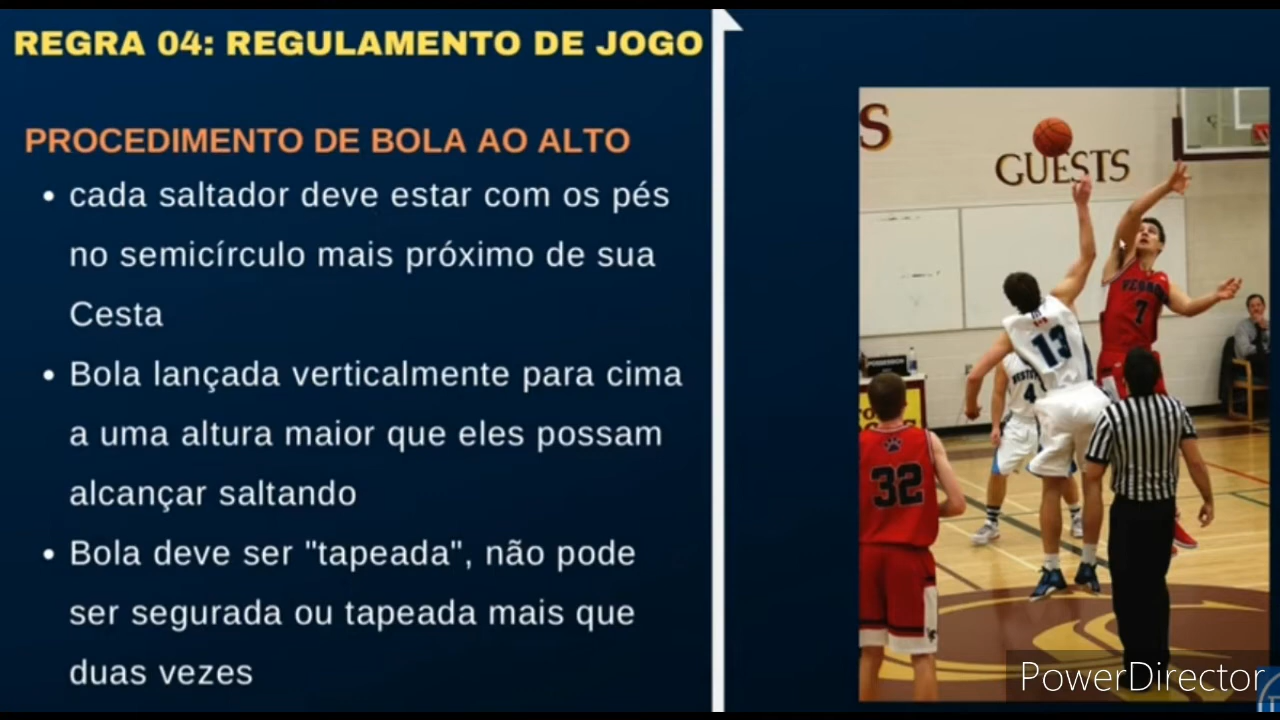 REGRA 04: REGULAMENTO DE JOGO
PROCEDIMENTO DE BOLA AO ALTO
• cada saltador deve estar com os pés
no semicírculo mais próximo de sua
Cesta
• Bola lançada verticalmente para cima
a uma altura maior que eles possam
alcançar saltando
• Bola deve ser "tapeada", não pode
ser segurada ou tapeada mais que
duas vezes
S
GUESTS
7
13
4
32
POSSESSION
PowerDirector